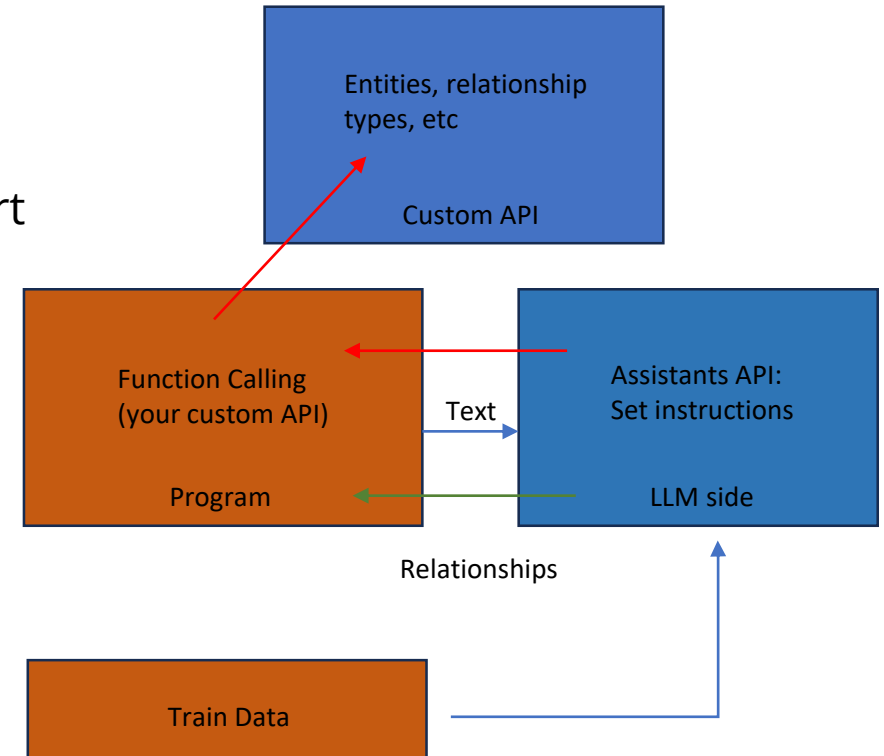 Entities, relationship
types, etc
Custom API
rt
Function Calling
(your custom API)
Program
Text
Assistants API:
Set instructions
LLM side
Relationships
Train Data